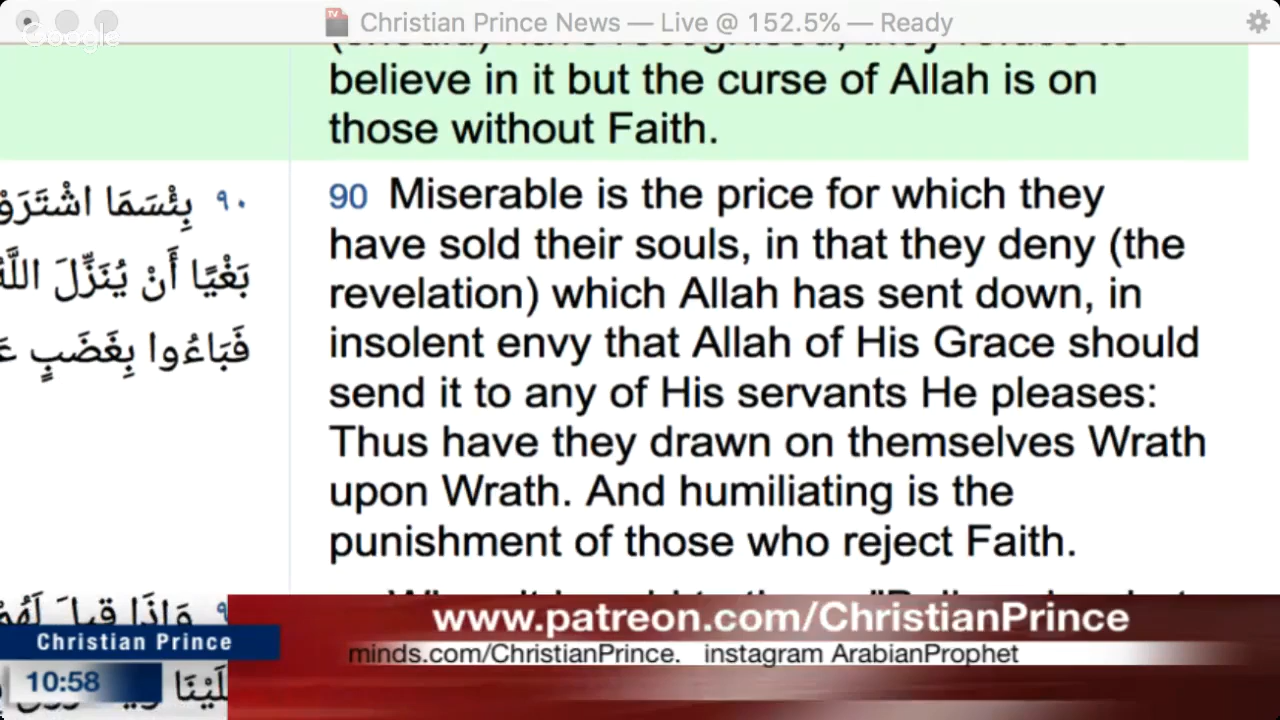 Christian Prince News — Live @ 152.5% — Ready
Google
believe in it but the curse of Allah is on
those without Faith.
90 Miserable is the price for which they
have sold their souls, in that they deny (the
revelation) which Allah has sent down, in
insolent envy that Allah of His Grace should
send it to any of His servants He pleases:
Thus have they drawn on themselves Wrath
upon Wrath. And humiliating is the
punishment of those who reject Faith.
٩٠ بِئْسَمَا
بَغْيًا أَنْ يُنَزِّلَ
فَبَاءُوا بِغَضَبٍ
www.patreon.com/ChristianPrince
Christian Prince
minds.com/ChristianPrince. instagram ArabianProphet
10:58